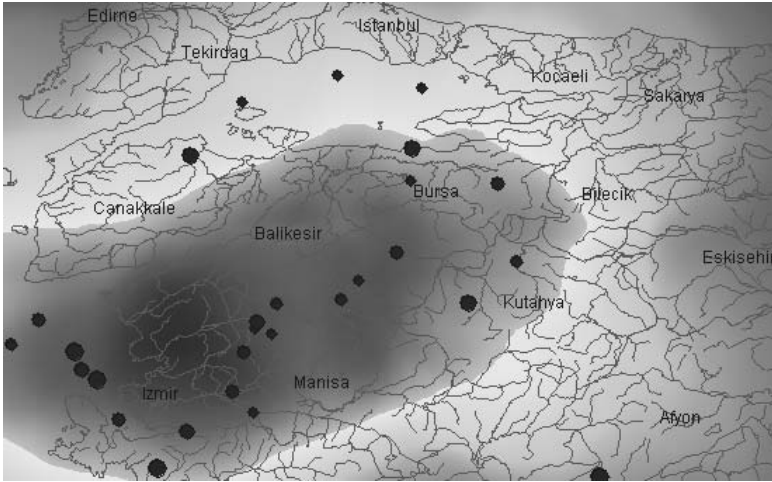 Edirne
Istanbul
Tekirdag
Kocaeli
Sakarya
Canakkale
Bursa
Bilecik
Balikesir
Eskisehir
Kutahya
Izmir
Manisa
Afyon